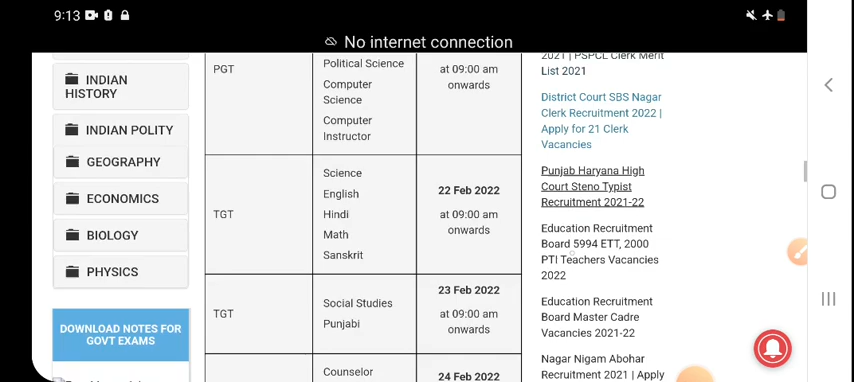 9:13
No internet connection
INDIAN
HISTORY
INDIAN POLITY
GEOGRAPHY
ECONOMICS
BIOLOGY
PHYSICS
DOWNLOAD NOTES FOR
GOVT EXAMS
PGT
Political Science
Computer
Science
Computer
Instructor
at 09:00 am
onwards
TGT
Science
English
Hindi
Math
Sanskrit
22 Feb 2022
at 09:00 am
onwards
TGT
Social Studies
Punjabi
23 Feb 2022
at 09:00 am
onwards
Counselor
24 Feb 2022
2021 | PSPCL Clerk Merit
List 2021
District Court SBS Nagar
Clerk Recruitment 2022 |
Apply for 21 Clerk
Vacancies
Punjab Haryana High
Court Steno Typist
Recruitment 2021-22
Education Recruitment
Board 5994 ETT, 2000
PTI Teachers Vacancies
2022
Education Recruitment
Board Master Cadre
Vacancies 2021-22
Nagar Nigam Abohar
Recruitment 2021 | Apply